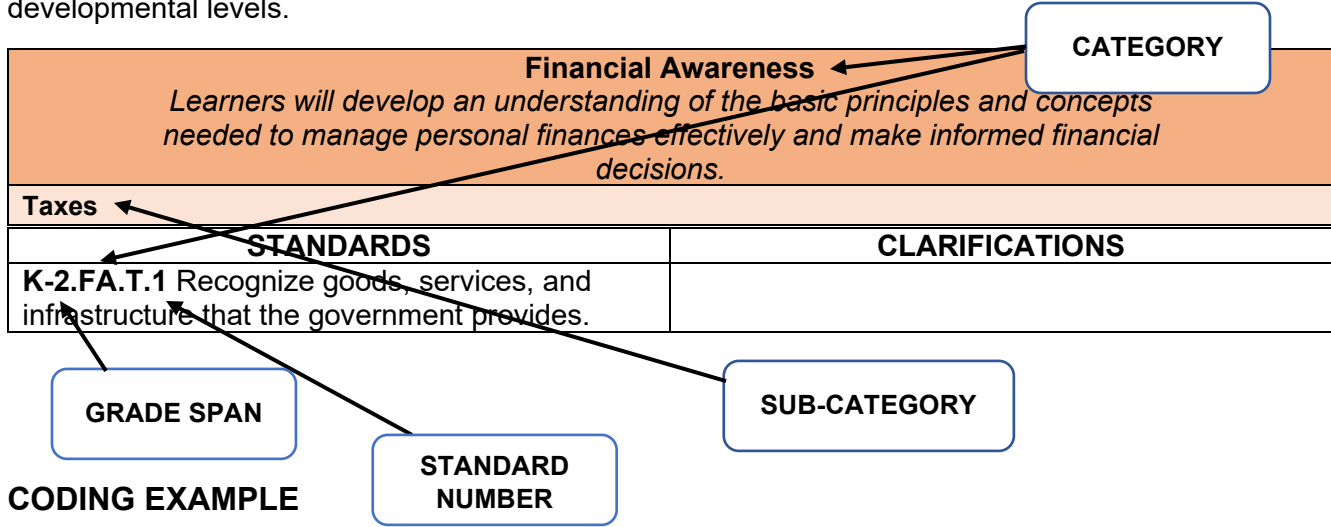 developmental levels.
CATEGORY
Financial Awareness
Learners will develop an understanding of the basic principles and concepts
needed to manage personal finances effectively and make informed financial
decisions.
Taxes
STANDARDS
CLARIFICATIONS
K-2.FA.T.1 Recognize goods, services, and
infrastructure that the government provides.
GRADE SPAN
SUB-CATEGORY
STANDARD
NUMBER
CODING EXAMPLE